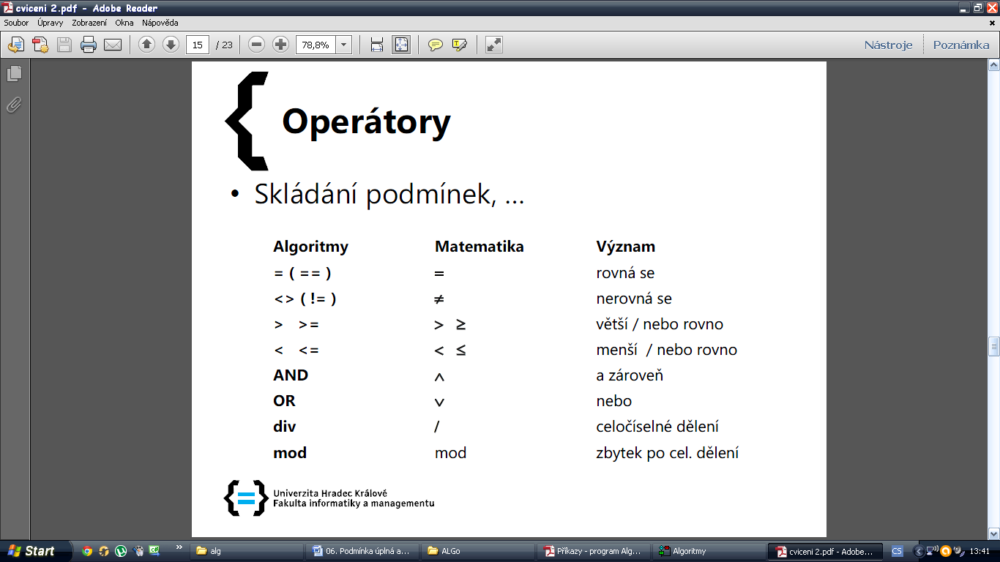 cviceni 2.pdf - Adobe Reader
Soubor Úpravy Zobrazení Okna Nápověda
15 / 23 78,8% Nástroje Poznámka
Operátory
• Skládání podmínek, ...
Algoritmy Matematika Význam
= ( == ) = rovná se
<> ( != ) ≠ nerovná se
> >= > ≥ větší / nebo rovno
< <= < ≤ menší / nebo rovno
AND ∧ a zároveň
OR ∨ nebo
div / celočíselné dělení
mod mod zbytek po cel. dělení
Univerzita Hradec Králové
Fakulta informatiky a managementu
Start » alg 06. Podmínka úplná a... ALGo Příkazy - program Alg... Algoritmy cviceni 2.pdf - Adobe... CS 13:41